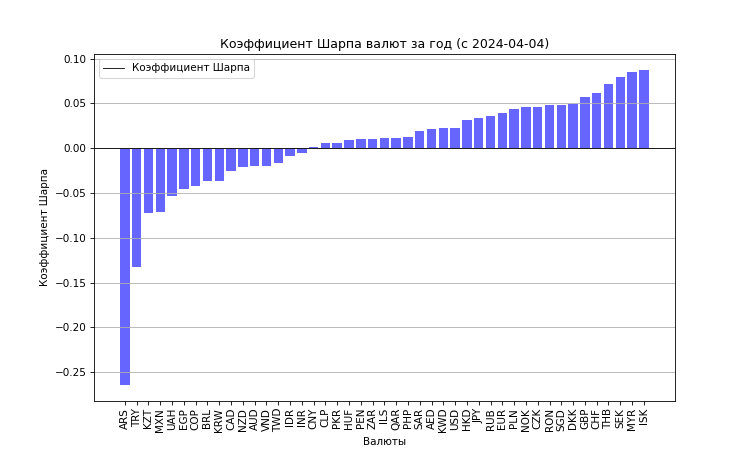 Коэффициент Шарпа валют за год (с 2024-04-04)
Коэффициент Шарпа
0.10
0.05
0.00
−0.05
−0.10
−0.15
−0.20
−0.25
Коэффициент Шарпа
ARS TRY KZT MXN UAH EGP COP BRL KRW CAD NZD AUD VND TWD IDR INR CNY CLP PKR HUF PEN ZAR ILS QAR PHP SAR AED KWD USD HKD JPY RUB EUR PLN NOK CZK RON SGD DKK GBP CHF THB SEK MYR ISK
Валюты